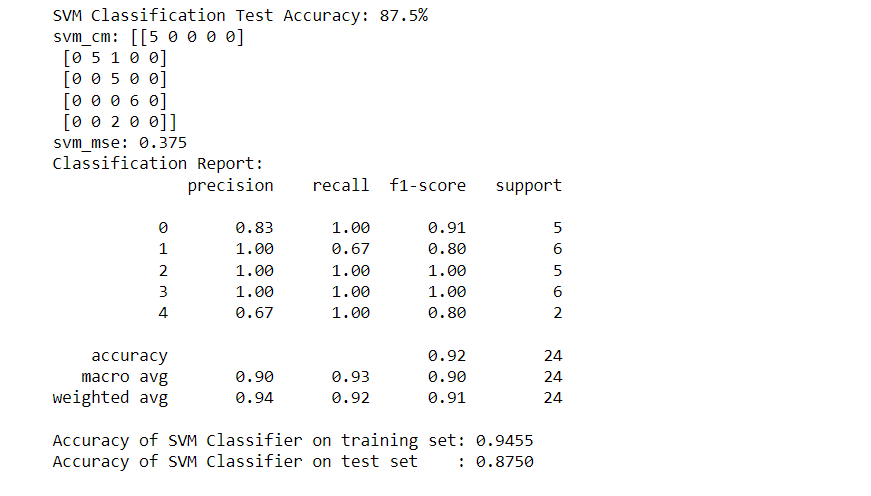 SVM Classification Test Accuracy: 87.5%
svm_cm: [[5 0 0 0 0]
 [0 5 1 0 0]
 [0 0 5 0 0]
 [0 0 0 6 0]
 [0 0 2 0 0]]
svm_mse: 0.375
Classification Report:
              precision    recall  f1-score   support

           0       0.83      1.00      0.91         5
           1       1.00      0.67      0.80         6
           2       1.00      1.00      1.00         5
           3       1.00      1.00      1.00         6
           4       0.67      1.00      0.80         2

    accuracy                           0.92        24
   macro avg       0.90      0.93      0.90        24
weighted avg       0.94      0.92      0.91        24

Accuracy of SVM Classifier on training set: 0.9455
Accuracy of SVM Classifier on test set    : 0.8750